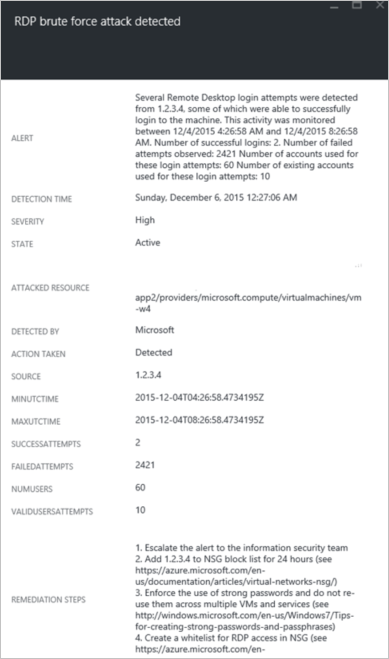 RDP brute force attack detected
ALERT
Several Remote Desktop login attempts were detected
from 1.2.3.4, some of which were able to successfully
login to the machine. This activity was monitored
between 12/4/2015 4:26:58 AM and 12/4/2015 8:26:58
AM. Number of successful logins: 2. Number of failed
attempts observed: 2421 Number of accounts used for
these login attempts: 60 Number of existing accounts
used for these login attempts: 10
DETECTION TIME Sunday, December 6, 2015 12:27:06 AM
SEVERITY High
STATE Active
...
ATTACKED RESOURCE
app2/providers/microsoft.compute/virtualmachines/vm
-w4
DETECTED BY Microsoft
ACTION TAKEN Detected
SOURCE 1.2.3.4
MINUTCTIME 2015-12-04T04:26:58.4734195Z
MAXUTCTIME 2015-12-04T08:26:58.4734195Z
SUCCESSATTEMPTS 2
FAILEDATTEMPTS 2421
NUMUSERS 60
VALIDUSERSATTEMPTS 10
REMEDIATION STEPS
1. Escalate the alert to the information security team
2. Add 1.2.3.4 to NSG block list for 24 hours (see
https://azure.microsoft.com/en-
us/documentation/articles/virtual-networks-nsg/)
3. Enforce the use of strong passwords and do not re-
use them across multiple VMs and services (see
http://windows.microsoft.com/en-us/Windows7/Tips-
for-creating-strong-passwords-and-passphrases)
4. Create a whitelist for RDP access in NSG (see
https://azure.microsoft.com/en-